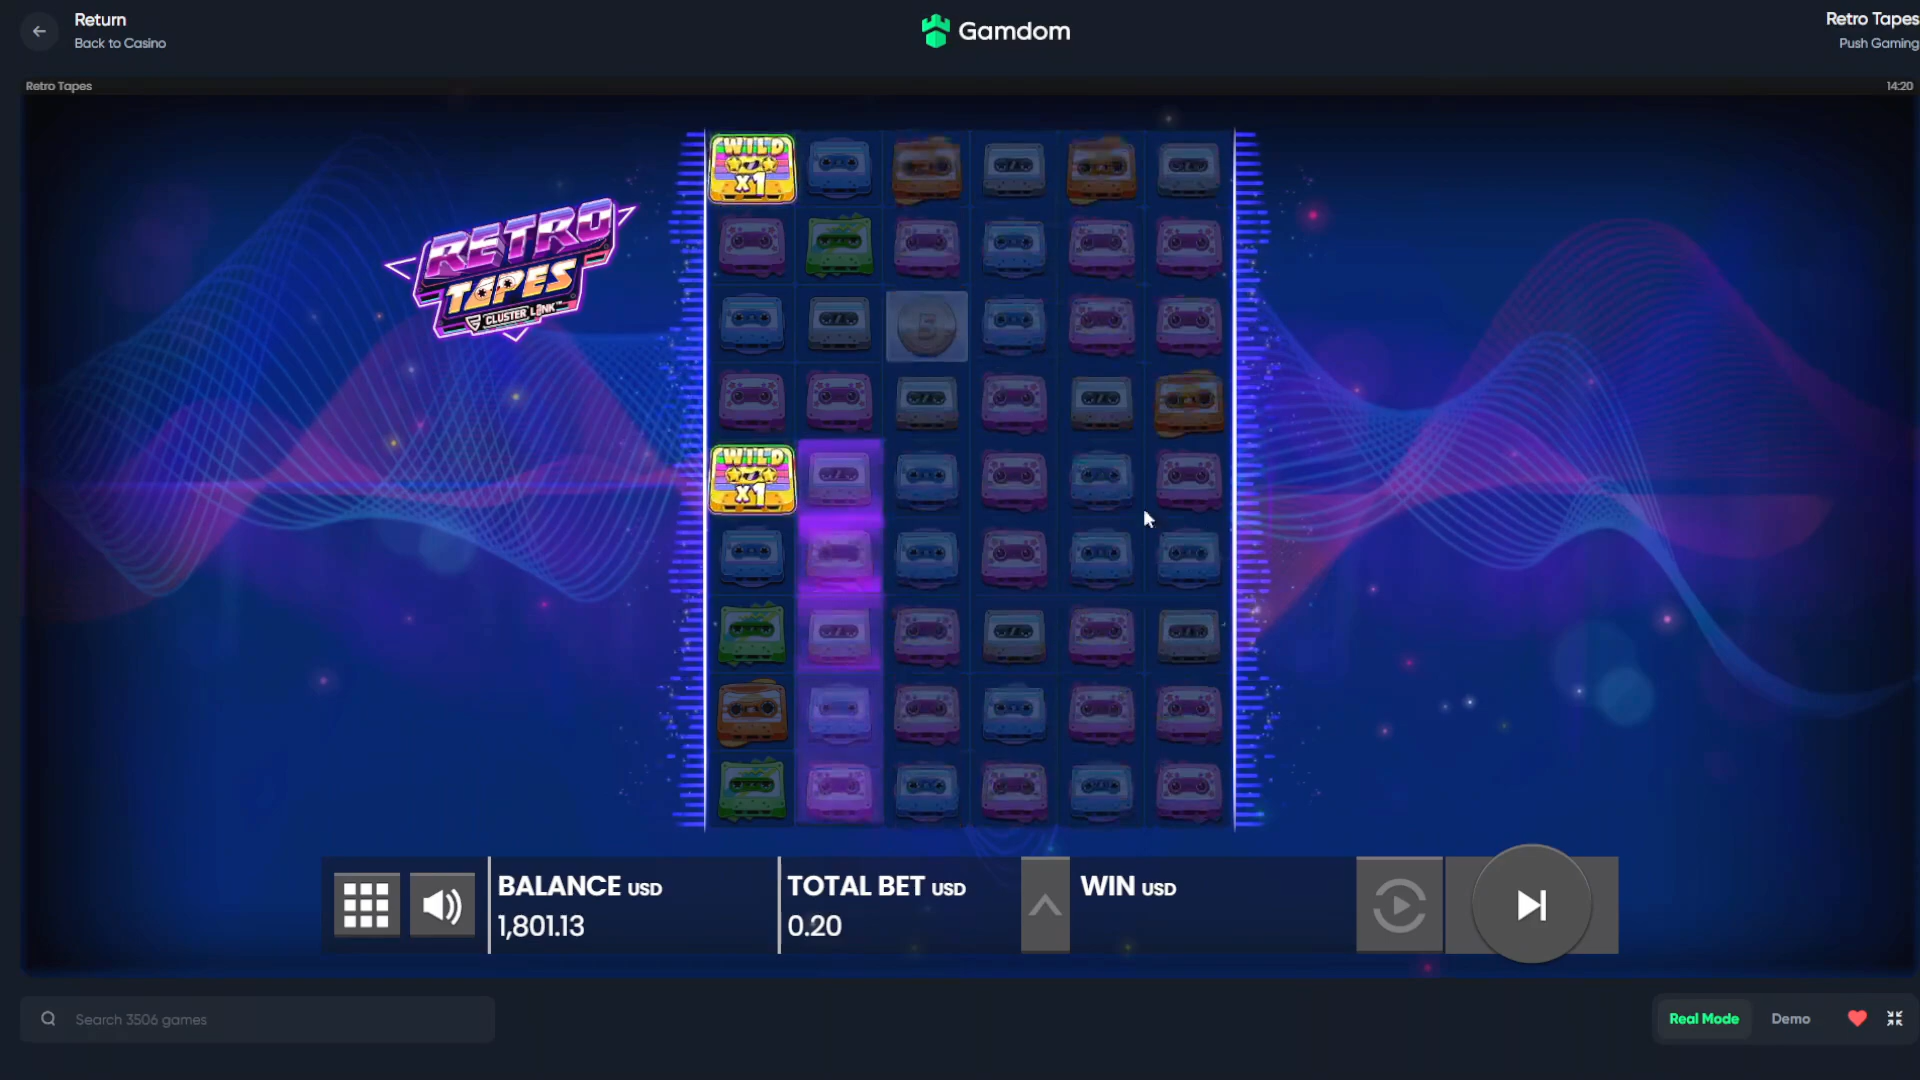 Return
Back to Casino
Gamdom
Retro Tapes
Push Gaming
Retro Tapes
14:20
WILD
x1
RETRO
TAPES
CLUSTER LINK™
WILD
x1
BALANCE USD
1,801.13
TOTAL BET USD
0.20
WIN USD
Search 3506 games
Real Mode
Demo